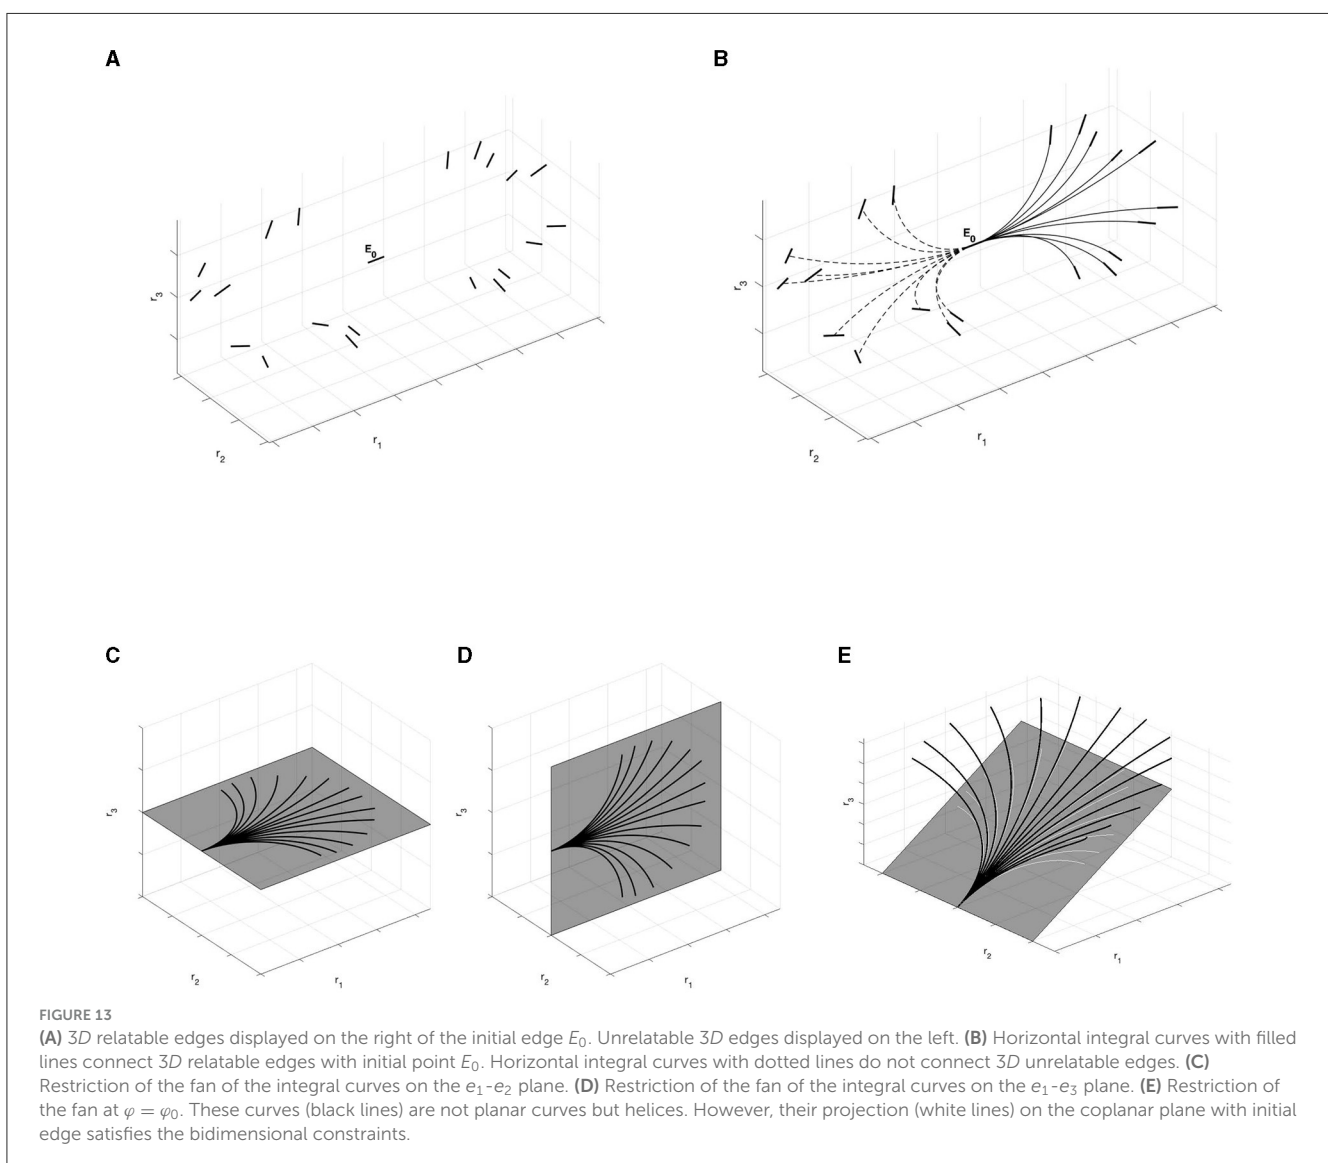 A
B
E0
r3
r2
r1
E0
r3
r2
r1
C
D
E
r3
r2
r1
r3
r2
r1
r3
r2
r1
FIGURE 13
(A) 3D relatable edges displayed on the right of the initial edge E0. Unrelatable 3D edges displayed on the left. (B) Horizontal integral curves with filled
lines connect 3D relatable edges with initial point E0. Horizontal integral curves with dotted lines do not connect 3D unrelatable edges. (C)
Restriction of the fan of the integral curves on the e1-e2 plane. (D) Restriction of the fan of the integral curves on the e1-e3 plane. (E) Restriction of
the fan at φ = φ0. These curves (black lines) are not planar curves but helices. However, their projection (white lines) on the coplanar plane with initial
edge satisfies the bidimensional constraints.